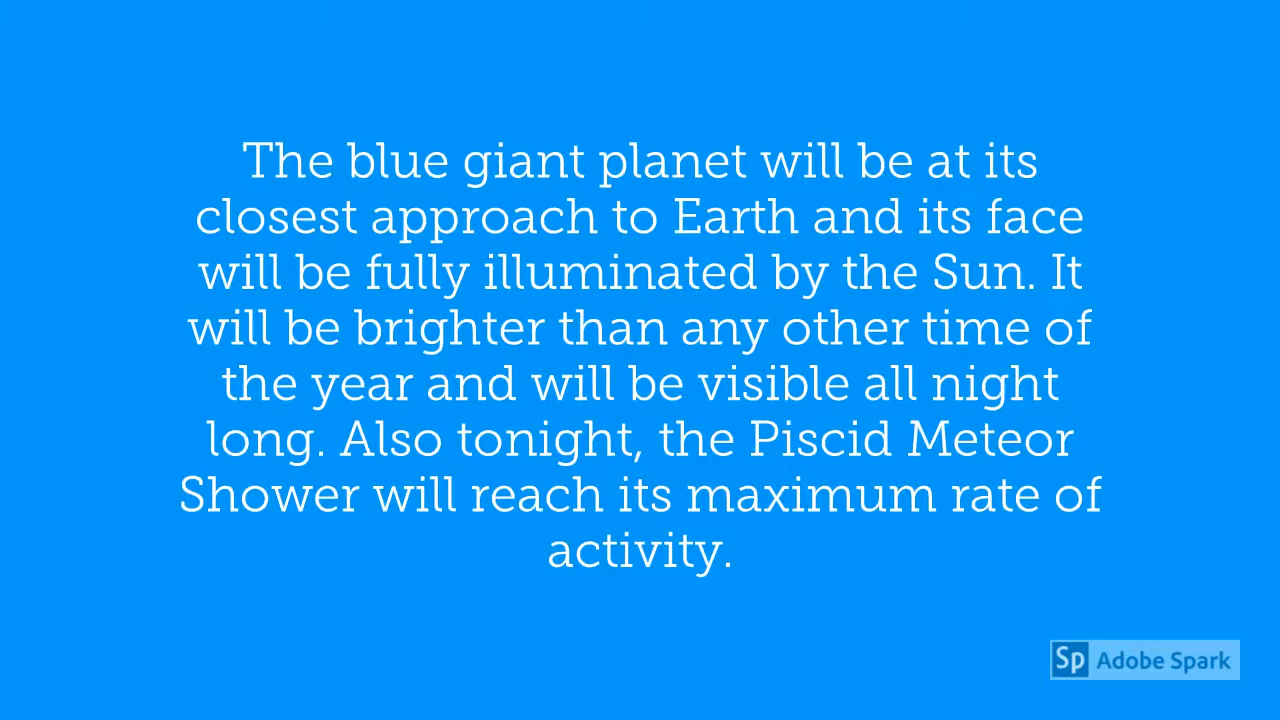 The blue giant planet will be at its
closest approach to Earth and its face
will be fully illuminated by the Sun. It
will be brighter than any other time of
the year and will be visible all night
long. Also tonight, the Piscid Meteor
Shower will reach its maximum rate of
activity.
Sp Adobe Spark